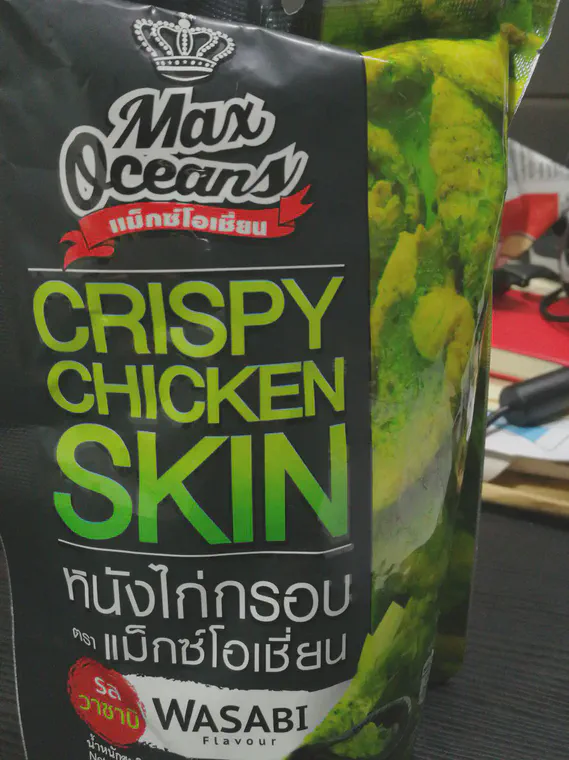 Max
Oceans
แม็กซ์โอเชี่ยน
CRISPY
CHICKEN
SKIN
หนังไก่กรอบ
ตรา แม็กซ์โอเชี่ยน
รส
วาซาบิ
WASABI
Flavour